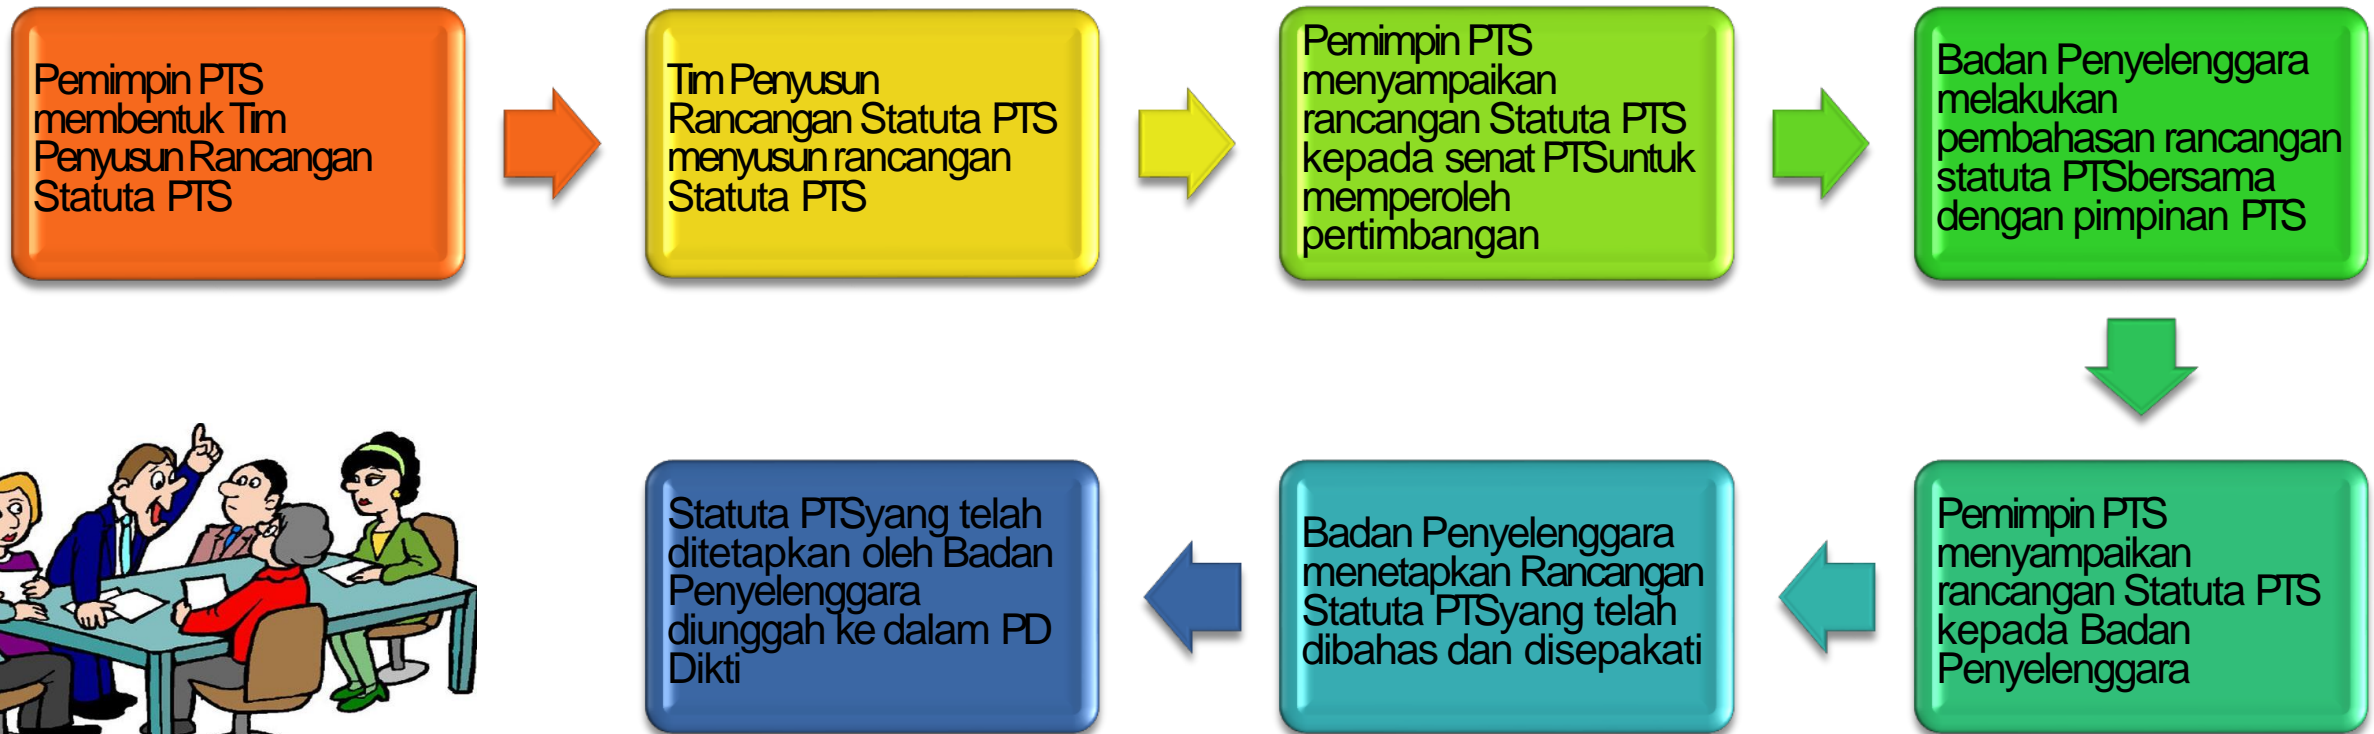 Pemimpin PTS
membentuk Tim
Penyusun Rancangan
Statuta PTS
Tim Penyusun
Rancangan Statuta PTS
menyusun rancangan
Statuta PTS
Pemimpin PTS
menyampaikan
rancangan Statuta PTS
kepada senat PTSuntuk
memperoleh
pertimbangan
Badan Penyelenggara
melakukan
pembahasan rancangan
statuta PTSbersama
dengan pimpinan PTS
Pemimpin PTS
menyampaikan
rancangan Statuta PTS
kepada Badan
Penyelenggara
Badan Penyelenggara
menetapkan Rancangan
Statuta PTSyang telah
dibahas dan disepakati
Statuta PTSyang telah
ditetapkan oleh Badan
Penyelenggara
diunggah ke dalam PD
Dikti